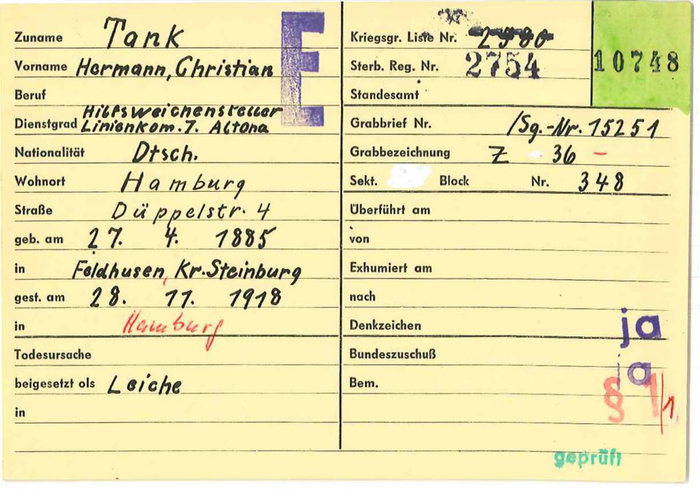 Zuname Tank
E
Vorname Hermann, Christian
Beruf Hilfsweichensteller
Dienstgrad Linienkom. 7. Altona
Nationalität Dtsch.
Wohnort Hamburg
Straße Düppelstr. 4
geb. am 27. 4. 1885
in Feldhusen, Kr. Steinburg
gest. am 28. 11. 1918
in Hamburg
Todesursache
beigesetzt als Leiche
in
Kriegsgr. Liste Nr.
Sterb. Reg. Nr. 2754
10748
Standesamt
Grabbrief Nr. /Sg.-Nr. 15251
Grabbezeichnung Z 36 –
Sekt. Block Nr. 348
Überführt am
von
Exhumiert am
nach
Denkzeichen ja
Bundeszuschuß ja
Bem. § 1/1.
geprüft